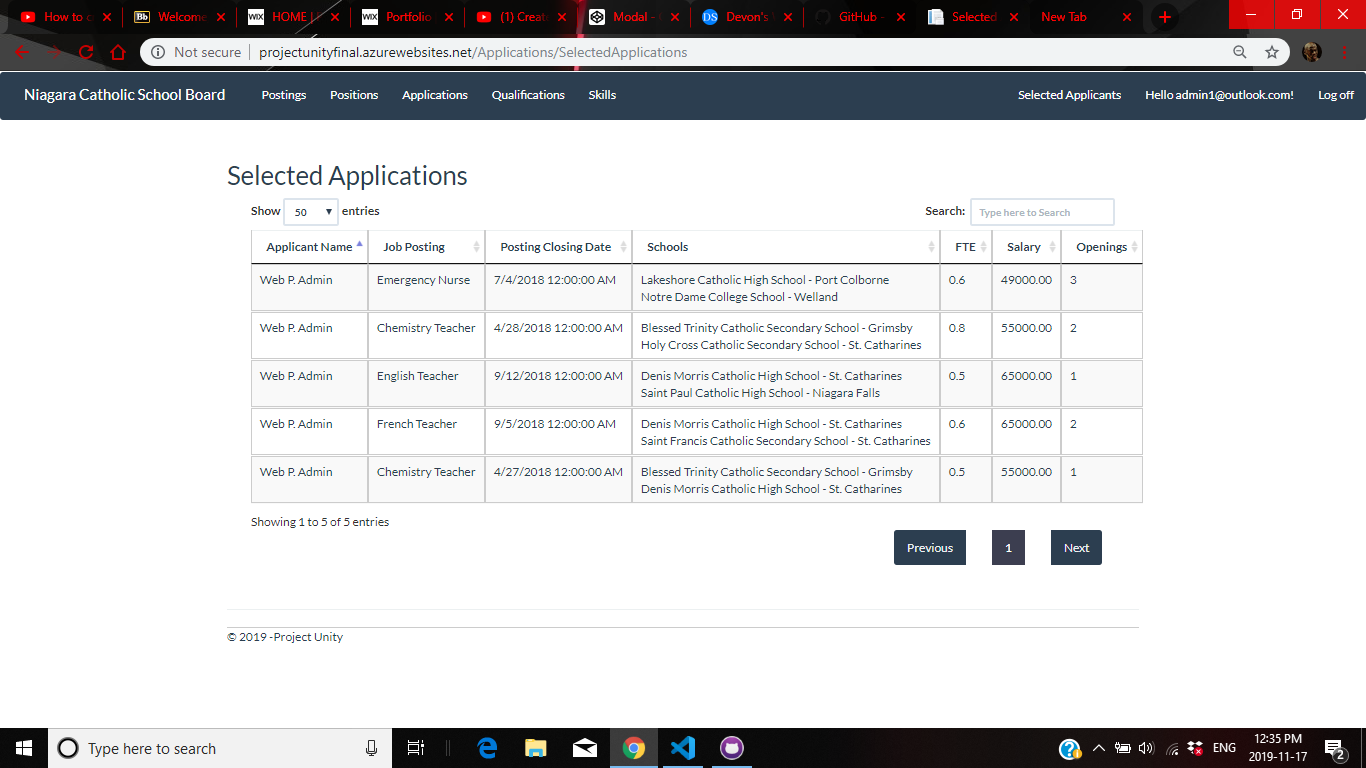 How to c
Welcome
HOME |
Portfolio
(1) Creat
Modal -
Devon's
GitHub -
Selected
New Tab
Not secure | projectunityfinal.azurewebsites.net/Applications/SelectedApplications
Niagara Catholic School Board Postings Positions Applications Qualifications Skills Selected Applicants Hello admin1@outlook.com! Log off
Selected Applications
Show 50 entries Search: Type here to Search
Applicant Name Job Posting Posting Closing Date Schools FTE Salary Openings
Web P. Admin Emergency Nurse 7/4/2018 12:00:00 AM Lakeshore Catholic High School - Port Colborne 0.6 49000.00 3
Notre Dame College School - Welland
Web P. Admin Chemistry Teacher 4/28/2018 12:00:00 AM Blessed Trinity Catholic Secondary School - Grimsby 0.8 55000.00 2
Holy Cross Catholic Secondary School - St. Catharines
Web P. Admin English Teacher 9/12/2018 12:00:00 AM Denis Morris Catholic High School - St. Catharines 0.5 65000.00 1
Saint Paul Catholic High School - Niagara Falls
Web P. Admin French Teacher 9/5/2018 12:00:00 AM Denis Morris Catholic High School - St. Catharines 0.6 65000.00 2
Saint Francis Catholic Secondary School - St. Catharines
Web P. Admin Chemistry Teacher 4/27/2018 12:00:00 AM Blessed Trinity Catholic Secondary School - Grimsby 0.5 55000.00 1
Denis Morris Catholic High School - St. Catharines
Showing 1 to 5 of 5 entries
Previous 1 Next
© 2019 -Project Unity
Type here to search
ENG
12:35 PM
2019-11-17
2